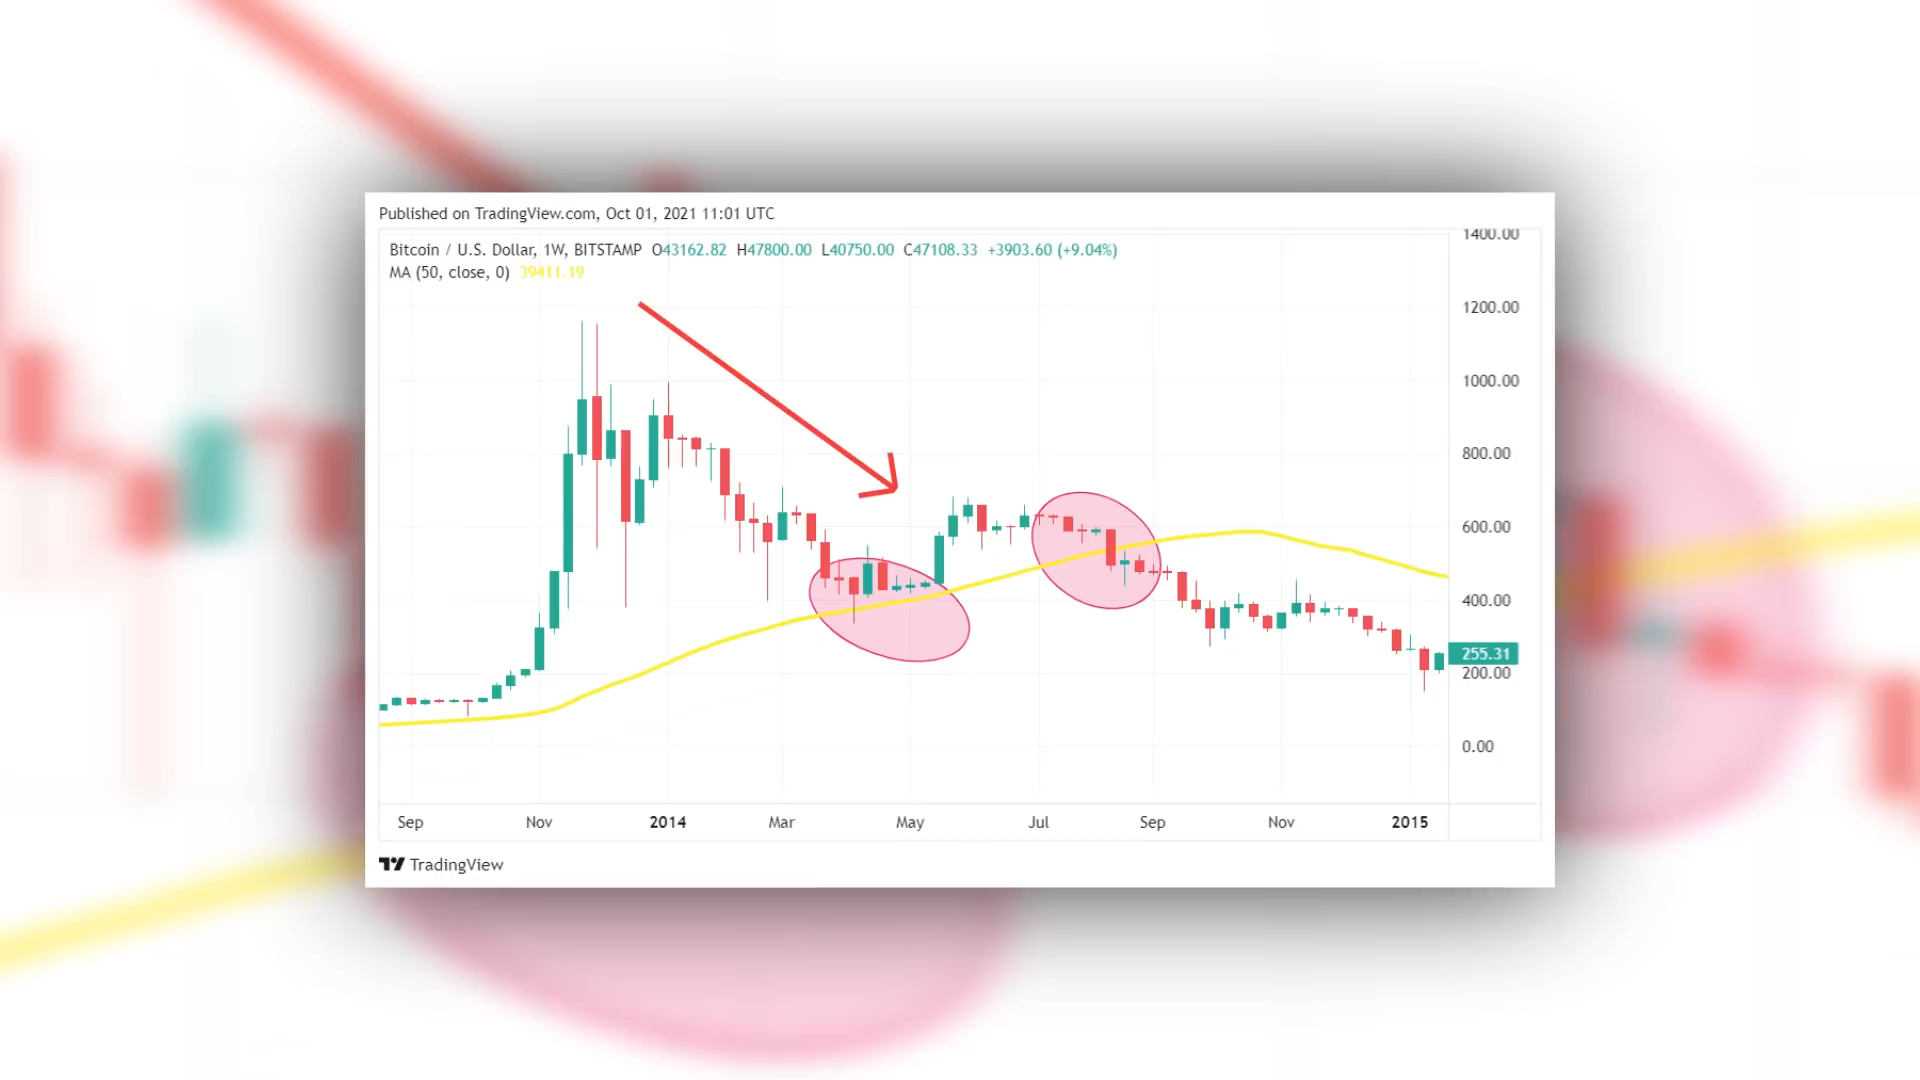 Published on TradingView.com, Oct 01, 2021 11:01 UTC
Bitcoin / U.S. Dollar, 1W, BITSTAMP O43162.82 H47800.00 L40750.00 C47108.33 +3903.60 (+9.04%)
MA (50, close, 0) 39411.19
1400.00
1200.00
1000.00
800.00
600.00
400.00
255.31
200.00
0.00
Sep Nov 2014 Mar May Jul Sep Nov 2015
TradingView